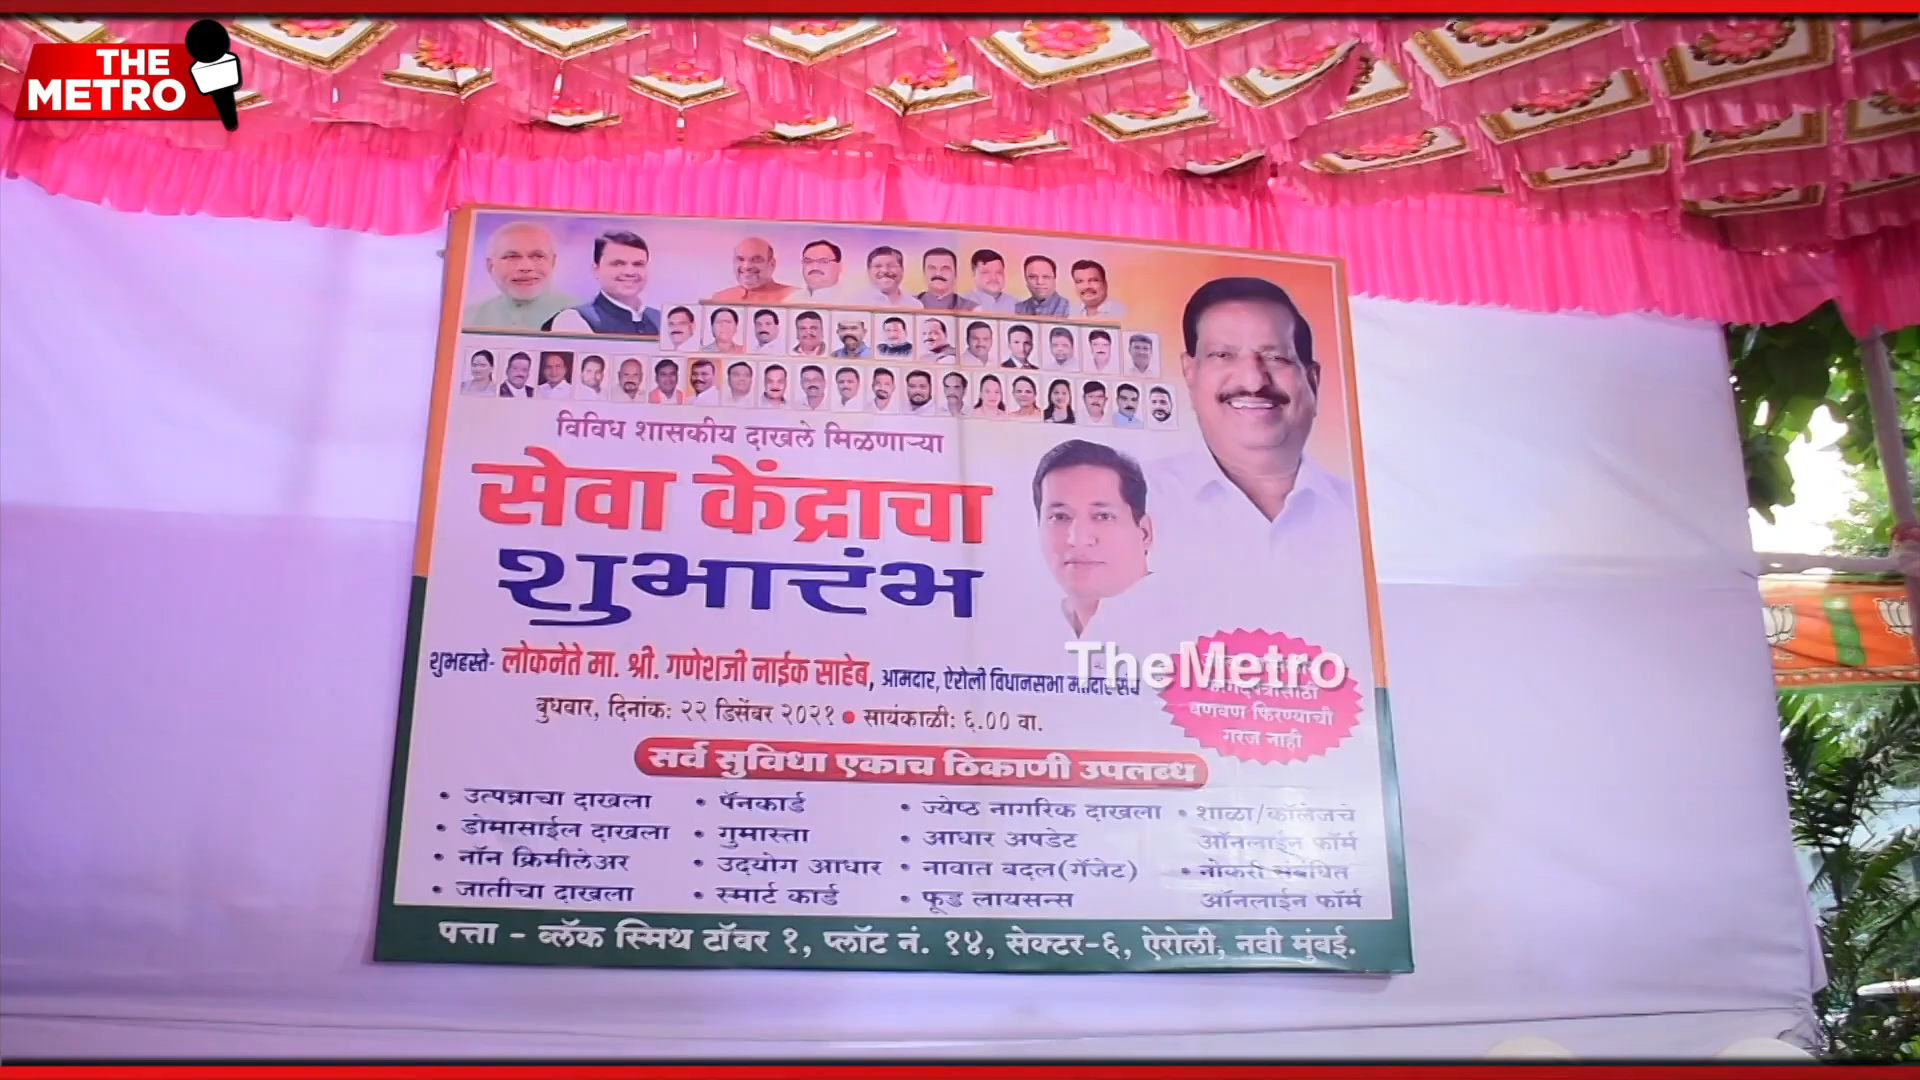 THE
METRO
विविध शासकीय दाखले मिळणाऱ्या
सेवा केंद्राचा
शुभारंभ
शुभहस्ते- लोकनेते मा. श्री. गणेशजी नाईक साहेब, आमदार, ऐरोली विधानसभा
बुधवार, दिनांक: २२ डिसेंबर २०२१ ● सायंकाळी: ६.०० वा.
TheMetro
वणवण फिरण्याची
गरज नाही
सर्व सुविधा एकाच ठिकाणी उपलब्ध
• उत्पन्नाचा दाखला
• डोमासाईल दाखला
• नॉन क्रिमीलेअर
• जातीचा दाखला
• पॅनकार्ड
• गुमास्ता
• उदयोग आधार
• स्मार्ट कार्ड
• ज्येष्ठ नागरिक दाखला
• आधार अपडेट
• नावात बदल(गॅजेट)
• फूड लायसन्स
• शाळा/कॉलेजचे
ऑनलाईन फॉर्म
• नोकरी संबंधित
ऑनलाईन फॉर्म
पत्ता - ब्लॅक स्मिथ टॉवर १, प्लॉट नं. १४, सेक्टर-६, ऐरोली, नवी मुंबई.